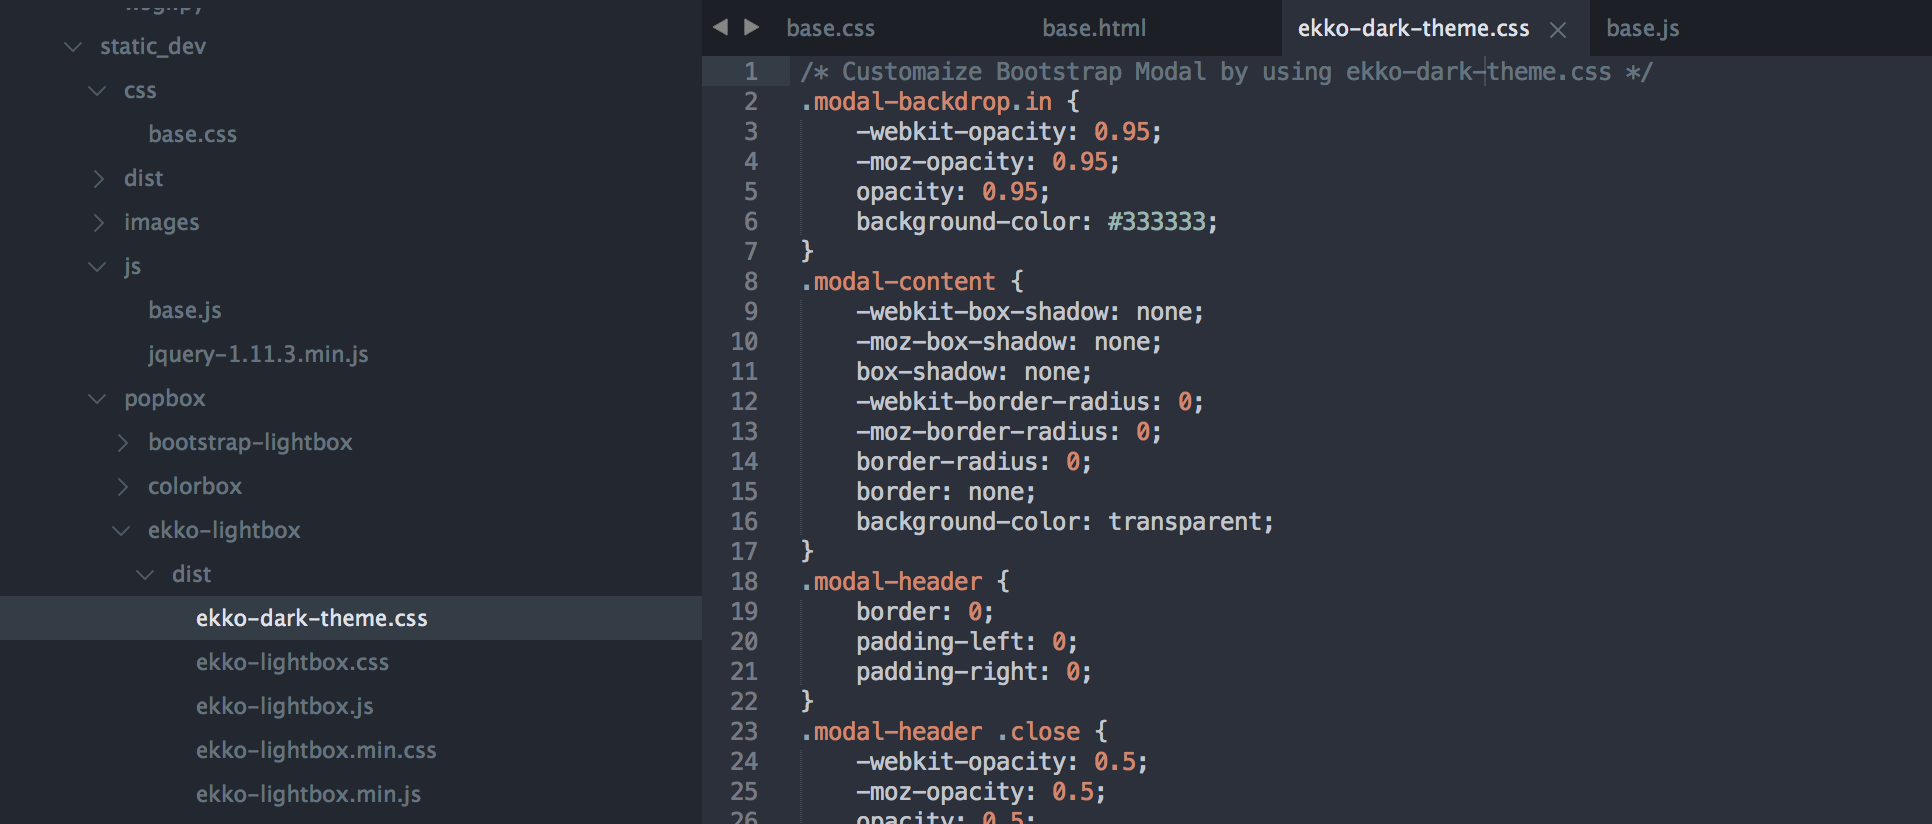 static_dev
css
base.css
dist
images
js
base.js
jquery-1.11.3.min.js
popbox
bootstrap-lightbox
colorbox
ekko-lightbox
dist
ekko-dark-theme.css
ekko-lightbox.css
ekko-lightbox.js
ekko-lightbox.min.css
ekko-lightbox.min.js
base.css base.html ekko-dark-theme.css base.js
1 /* Customaize Bootstrap Modal by using ekko-dark-theme.css */
2 .modal-backdrop.in {
3 -webkit-opacity: 0.95;
4 -moz-opacity: 0.95;
5 opacity: 0.95;
6 background-color: #333333;
7 }
8 .modal-content {
9 -webkit-box-shadow: none;
10 -moz-box-shadow: none;
11 box-shadow: none;
12 -webkit-border-radius: 0;
13 -moz-border-radius: 0;
14 border-radius: 0;
15 border: none;
16 background-color: transparent;
17 }
18 .modal-header {
19 border: 0;
20 padding-left: 0;
21 padding-right: 0;
22 }
23 .modal-header .close {
24 -webkit-opacity: 0.5;
25 -moz-opacity: 0.5;
26 opacity: 0.5;